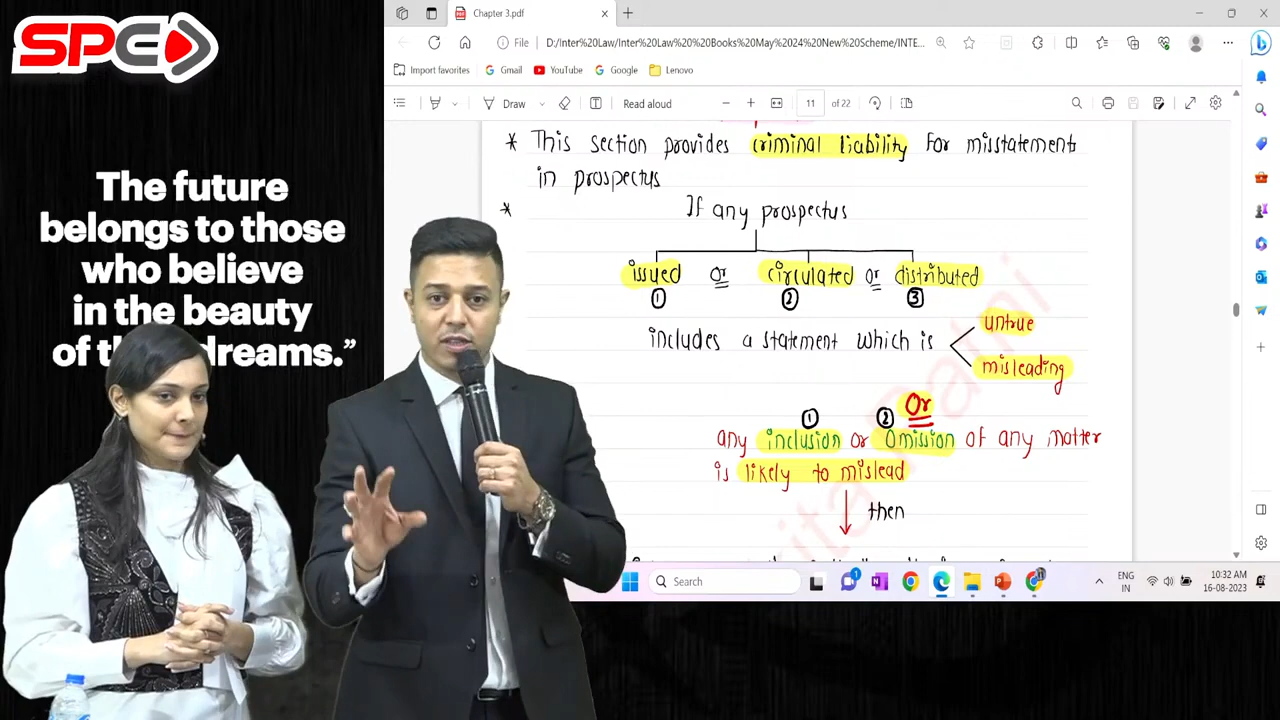 SPE
The future
belongs to those
who believe
in the beauty
dreams.”
Chapter 3.pdf
File
D:/Inter%20Law/Inter%20Law%20%20Books%20May%2024%20New%20Scheme/INTE...
Import favorites
Gmail
YouTube
Google
Lenovo
Draw
Read aloud
11
of 22
* This section provides criminal liability for misstatements
in prospectus
* If any prospectus
issued or circulated or distributed
1 2 3
includes a statement which is
untrue
misleading
Or
1 2
any inclusion or omission of any matter
is likely to mislead
then
Search
ENG
IN
10:32 AM
16-08-2023